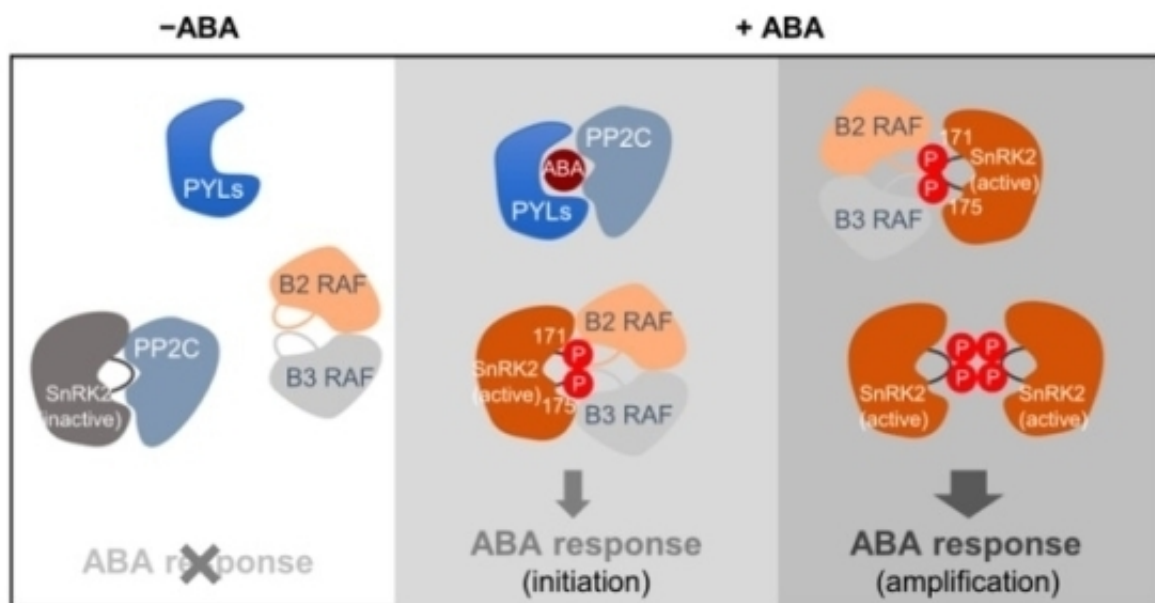 −ABA
+ ABA
PYLs
B2 RAF
B3 RAF
PP2C
SnRK2
(inactive)
ABA response
PP2C
ABA
PYLs
B2 RAF
171
P
SnRK2
P
(active)
175
B3 RAF
ABA response
(initiation)
B2 RAF
171
P
SnRK2
P
(active)
175
B3 RAF
P P
P P
SnRK2
(active)
SnRK2
(active)
ABA response
(amplification)